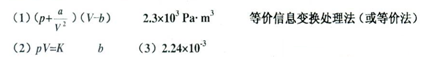 (1) (p+a/V²)(V-b) 2.3×10³ Pa·m³ 等价信息变换处理法(或等价法)
(2) pV=K b (3) 2.24×10⁻³